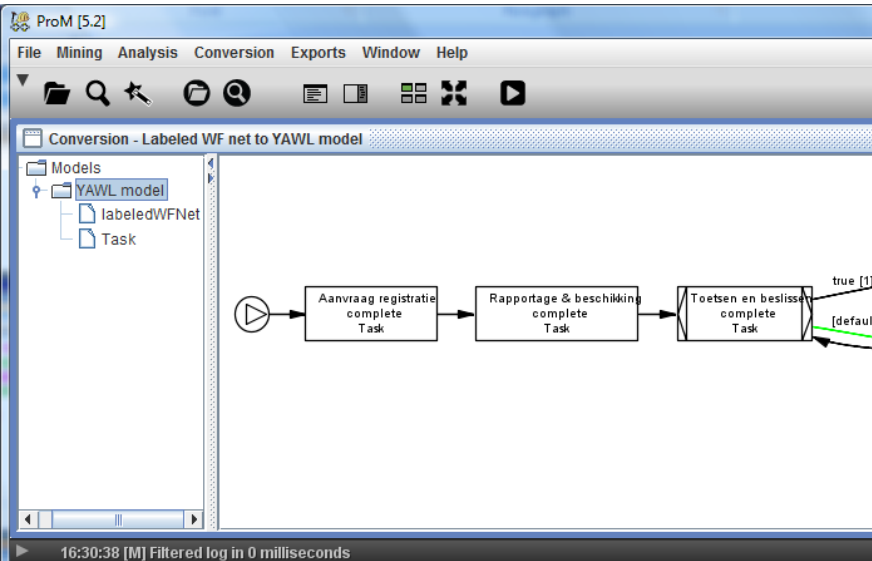 ProM [5.2]
File Mining Analysis Conversion Exports Window Help
Conversion - Labeled WF net to YAWL model
Models
YAWL model
labeledWFNet
Task
Aanvraag registratie
complete
Task
Rapportage & beschikking
complete
Task
Toetsen en beslissen
complete
Task
true [1]
[defaul
16:30:38 [M] Filtered log in 0 milliseconds